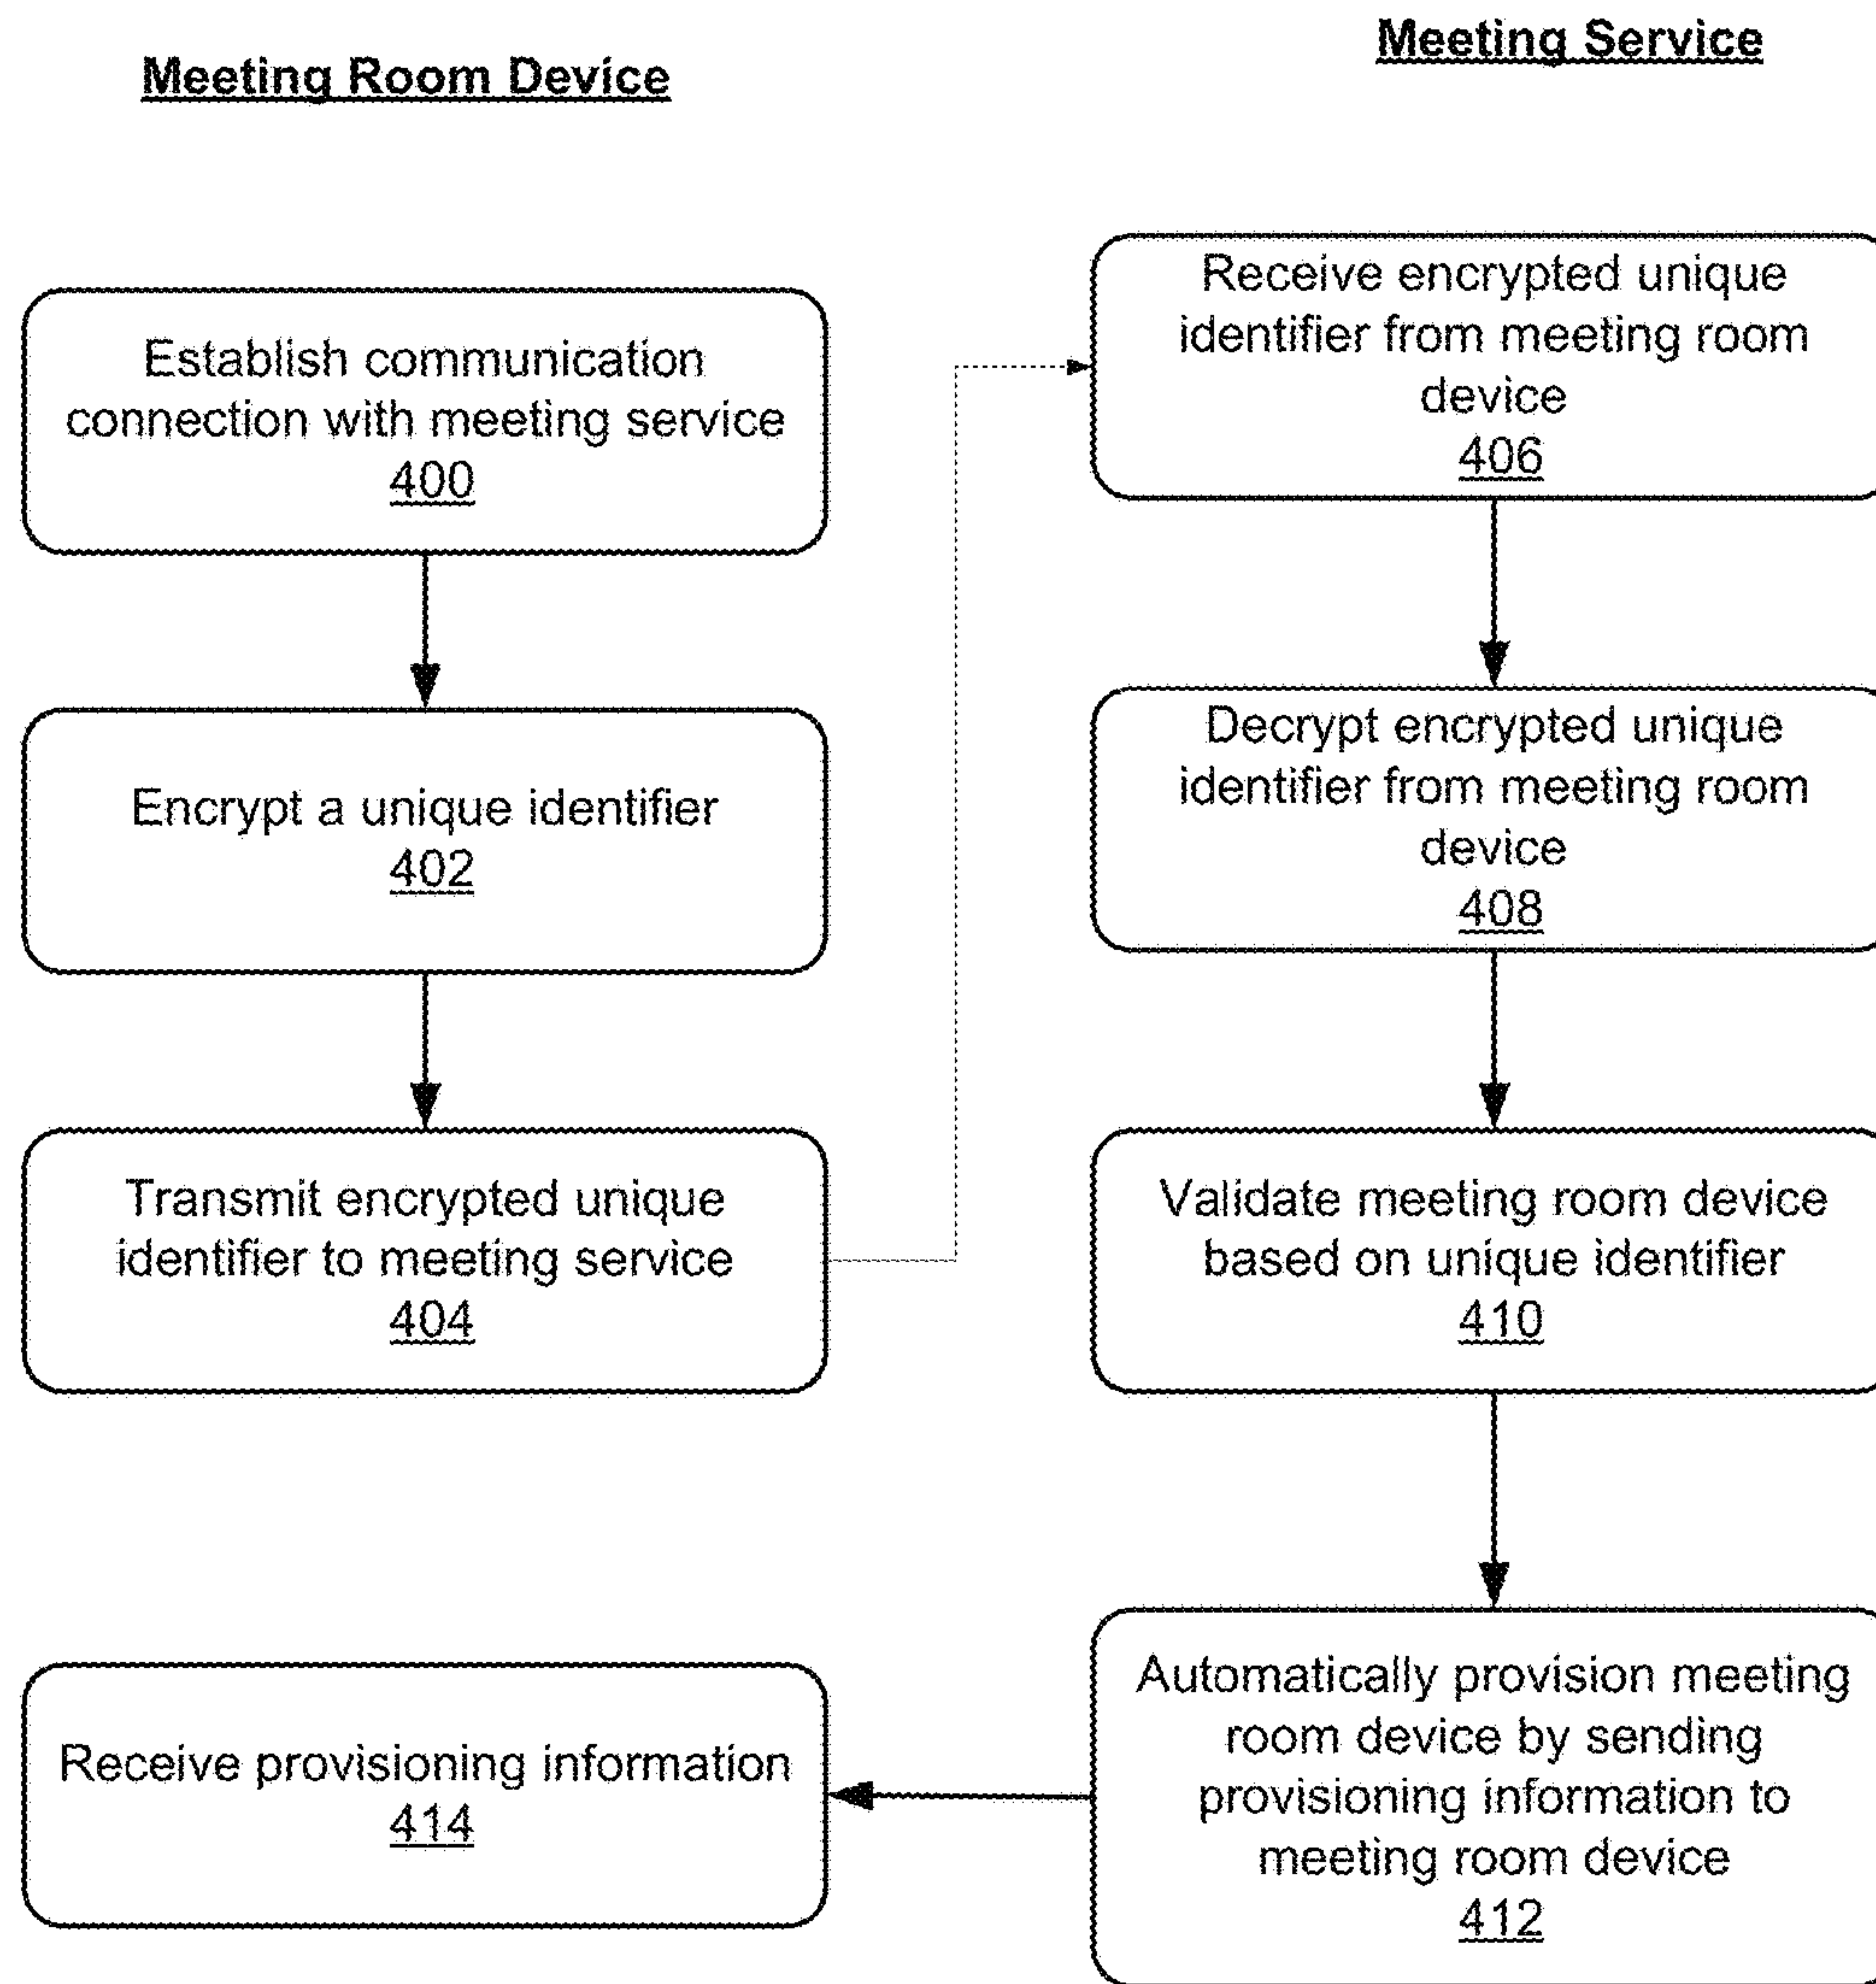 Meeting Room Device
Meeting Service
Establish communication
connection with meeting service
400
Encrypt a unique identifier
402
Transmit encrypted unique
identifier to meeting service
404
Receive encrypted unique
identifier from meeting room
device
406
Decrypt encrypted unique
identifier from meeting room
device
408
Validate meeting room device
based on unique identifier
410
Automatically provision meeting
room device by sending
provisioning information to
meeting room device
412
Receive provisioning information
414